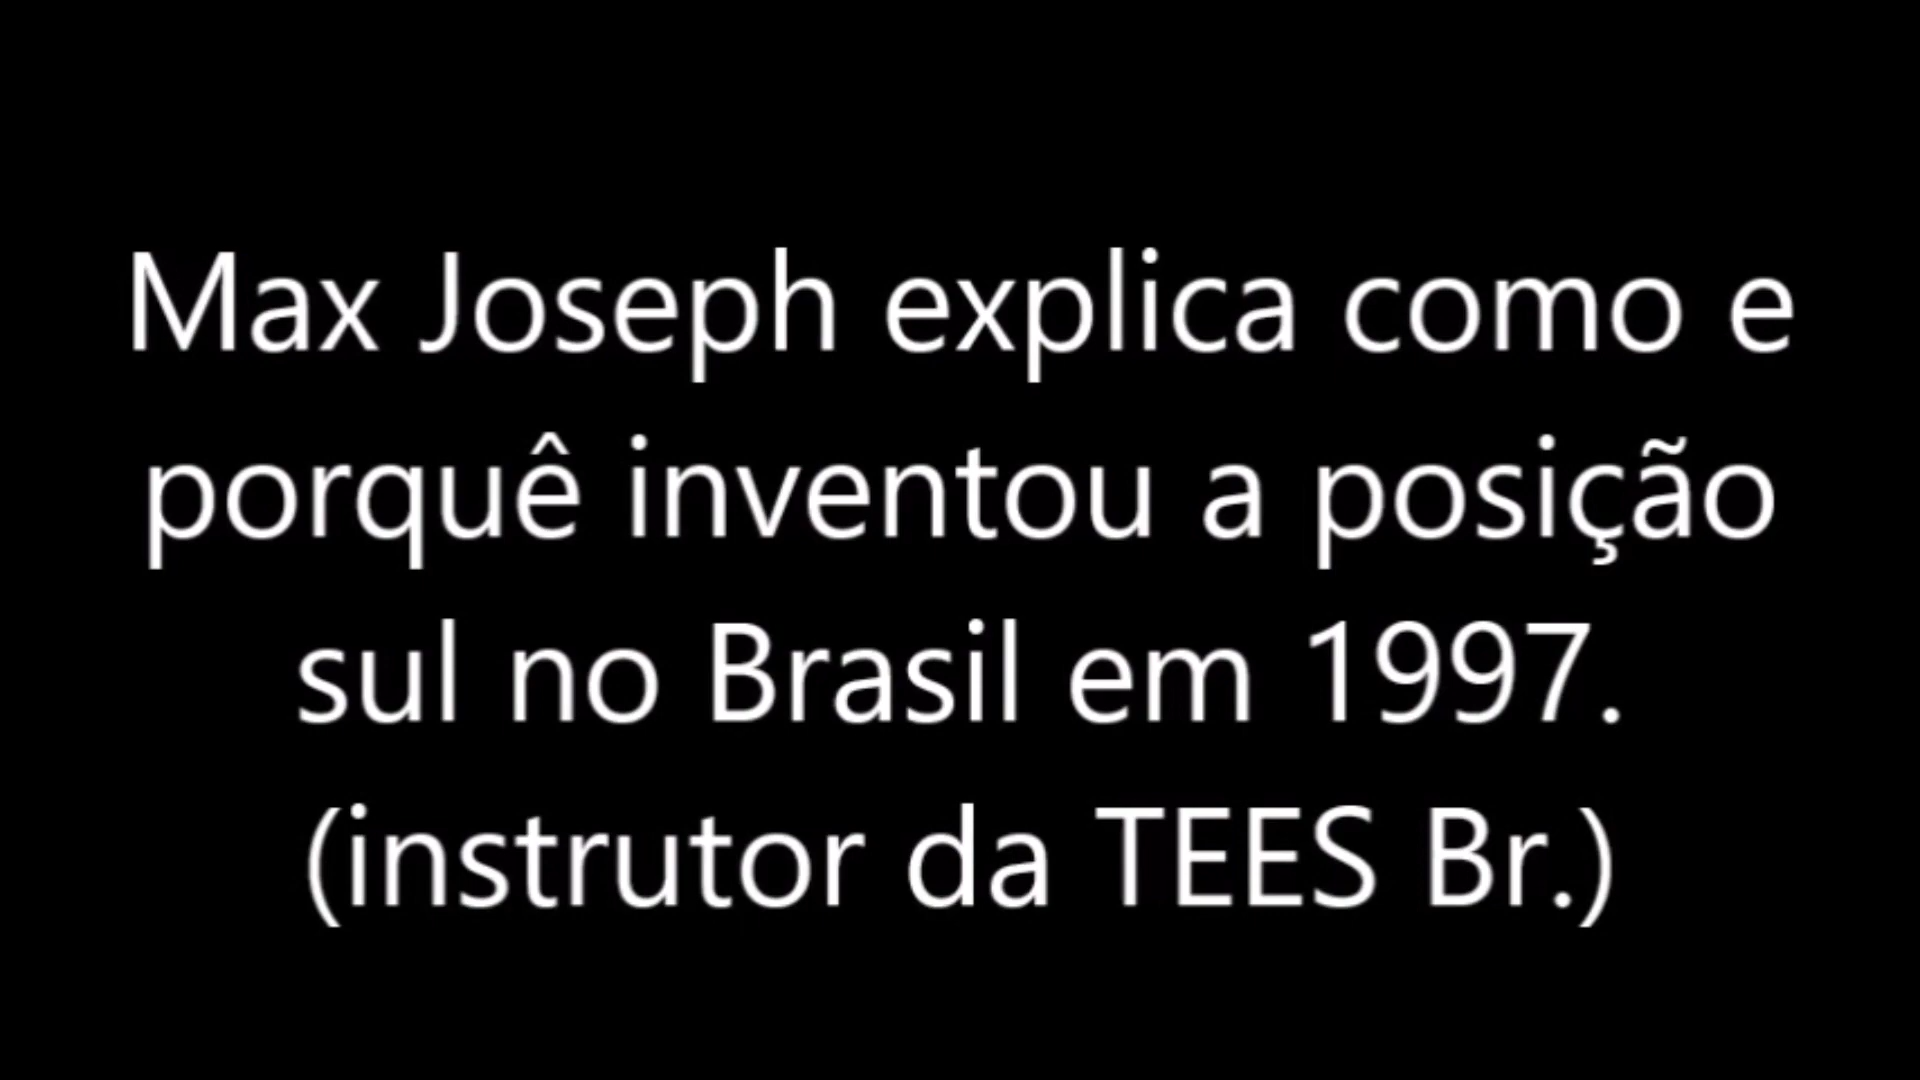 Max Joseph explica como e
porquê inventou a posição
sul no Brasil em 1997.
(instrutor da TEES Br.)